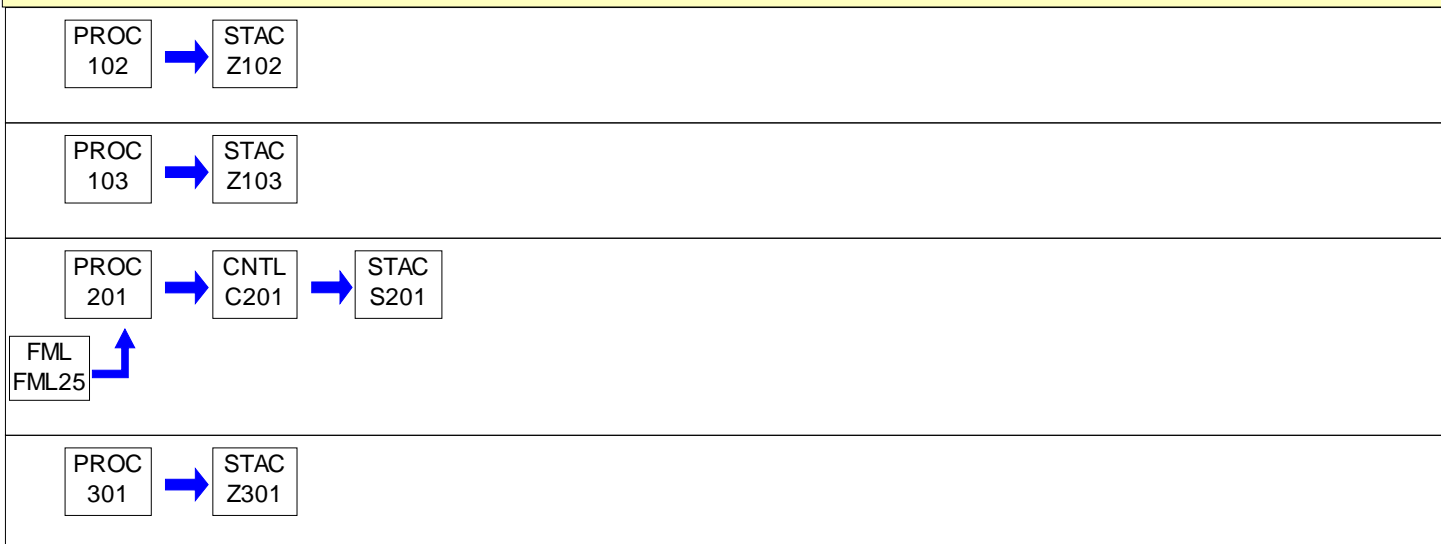 PROC
102
STAC
Z102
PROC
103
STAC
Z103
PROC
201
CNTL
C201
STAC
S201
FML
FML25
PROC
301
STAC
Z301